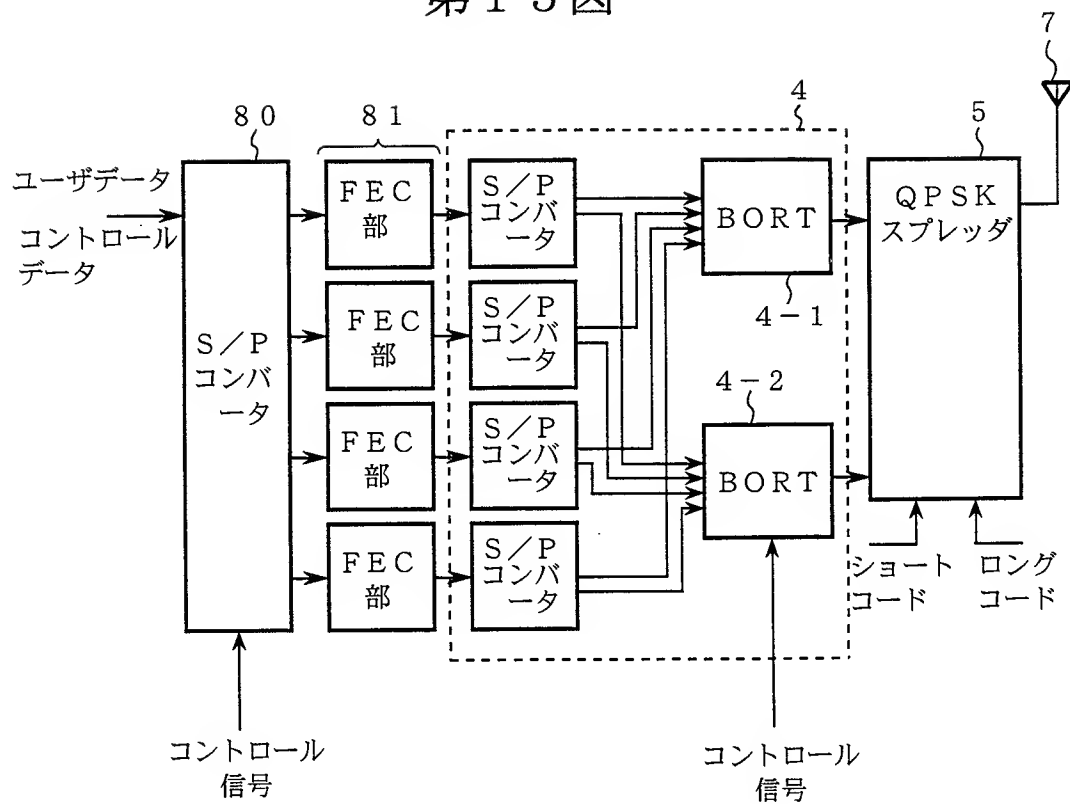 7
80
81
4
5
ユーザデータ
コントロール
データ
S/P
コンバ
ータ
FEC
部
FEC
部
FEC
部
FEC
部
S/P
コンバ
ータ
S/P
コンバ
ータ
S/P
コンバ
ータ
S/P
コンバ
ータ
BORT
4-1
4-2
BORT
QPSK
スプレッダ
ショート
コード
ロング
コード
コントロール
信号
コントロール
信号